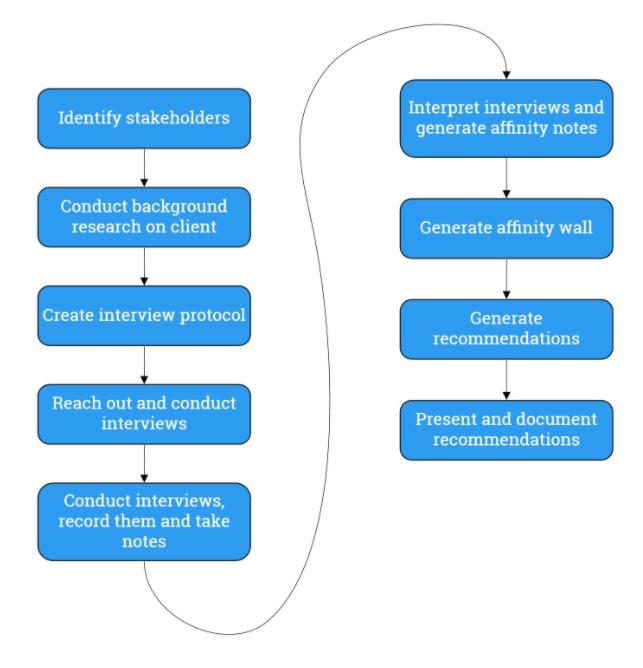 Identify stakeholders
Conduct background
research on client
Create interview protocol
Reach out and conduct
interviews
Conduct interviews,
record them and take
notes
Interpret interviews and
generate affinity notes
Generate affinity wall
Generate
recommendations
Present and document
recommendations